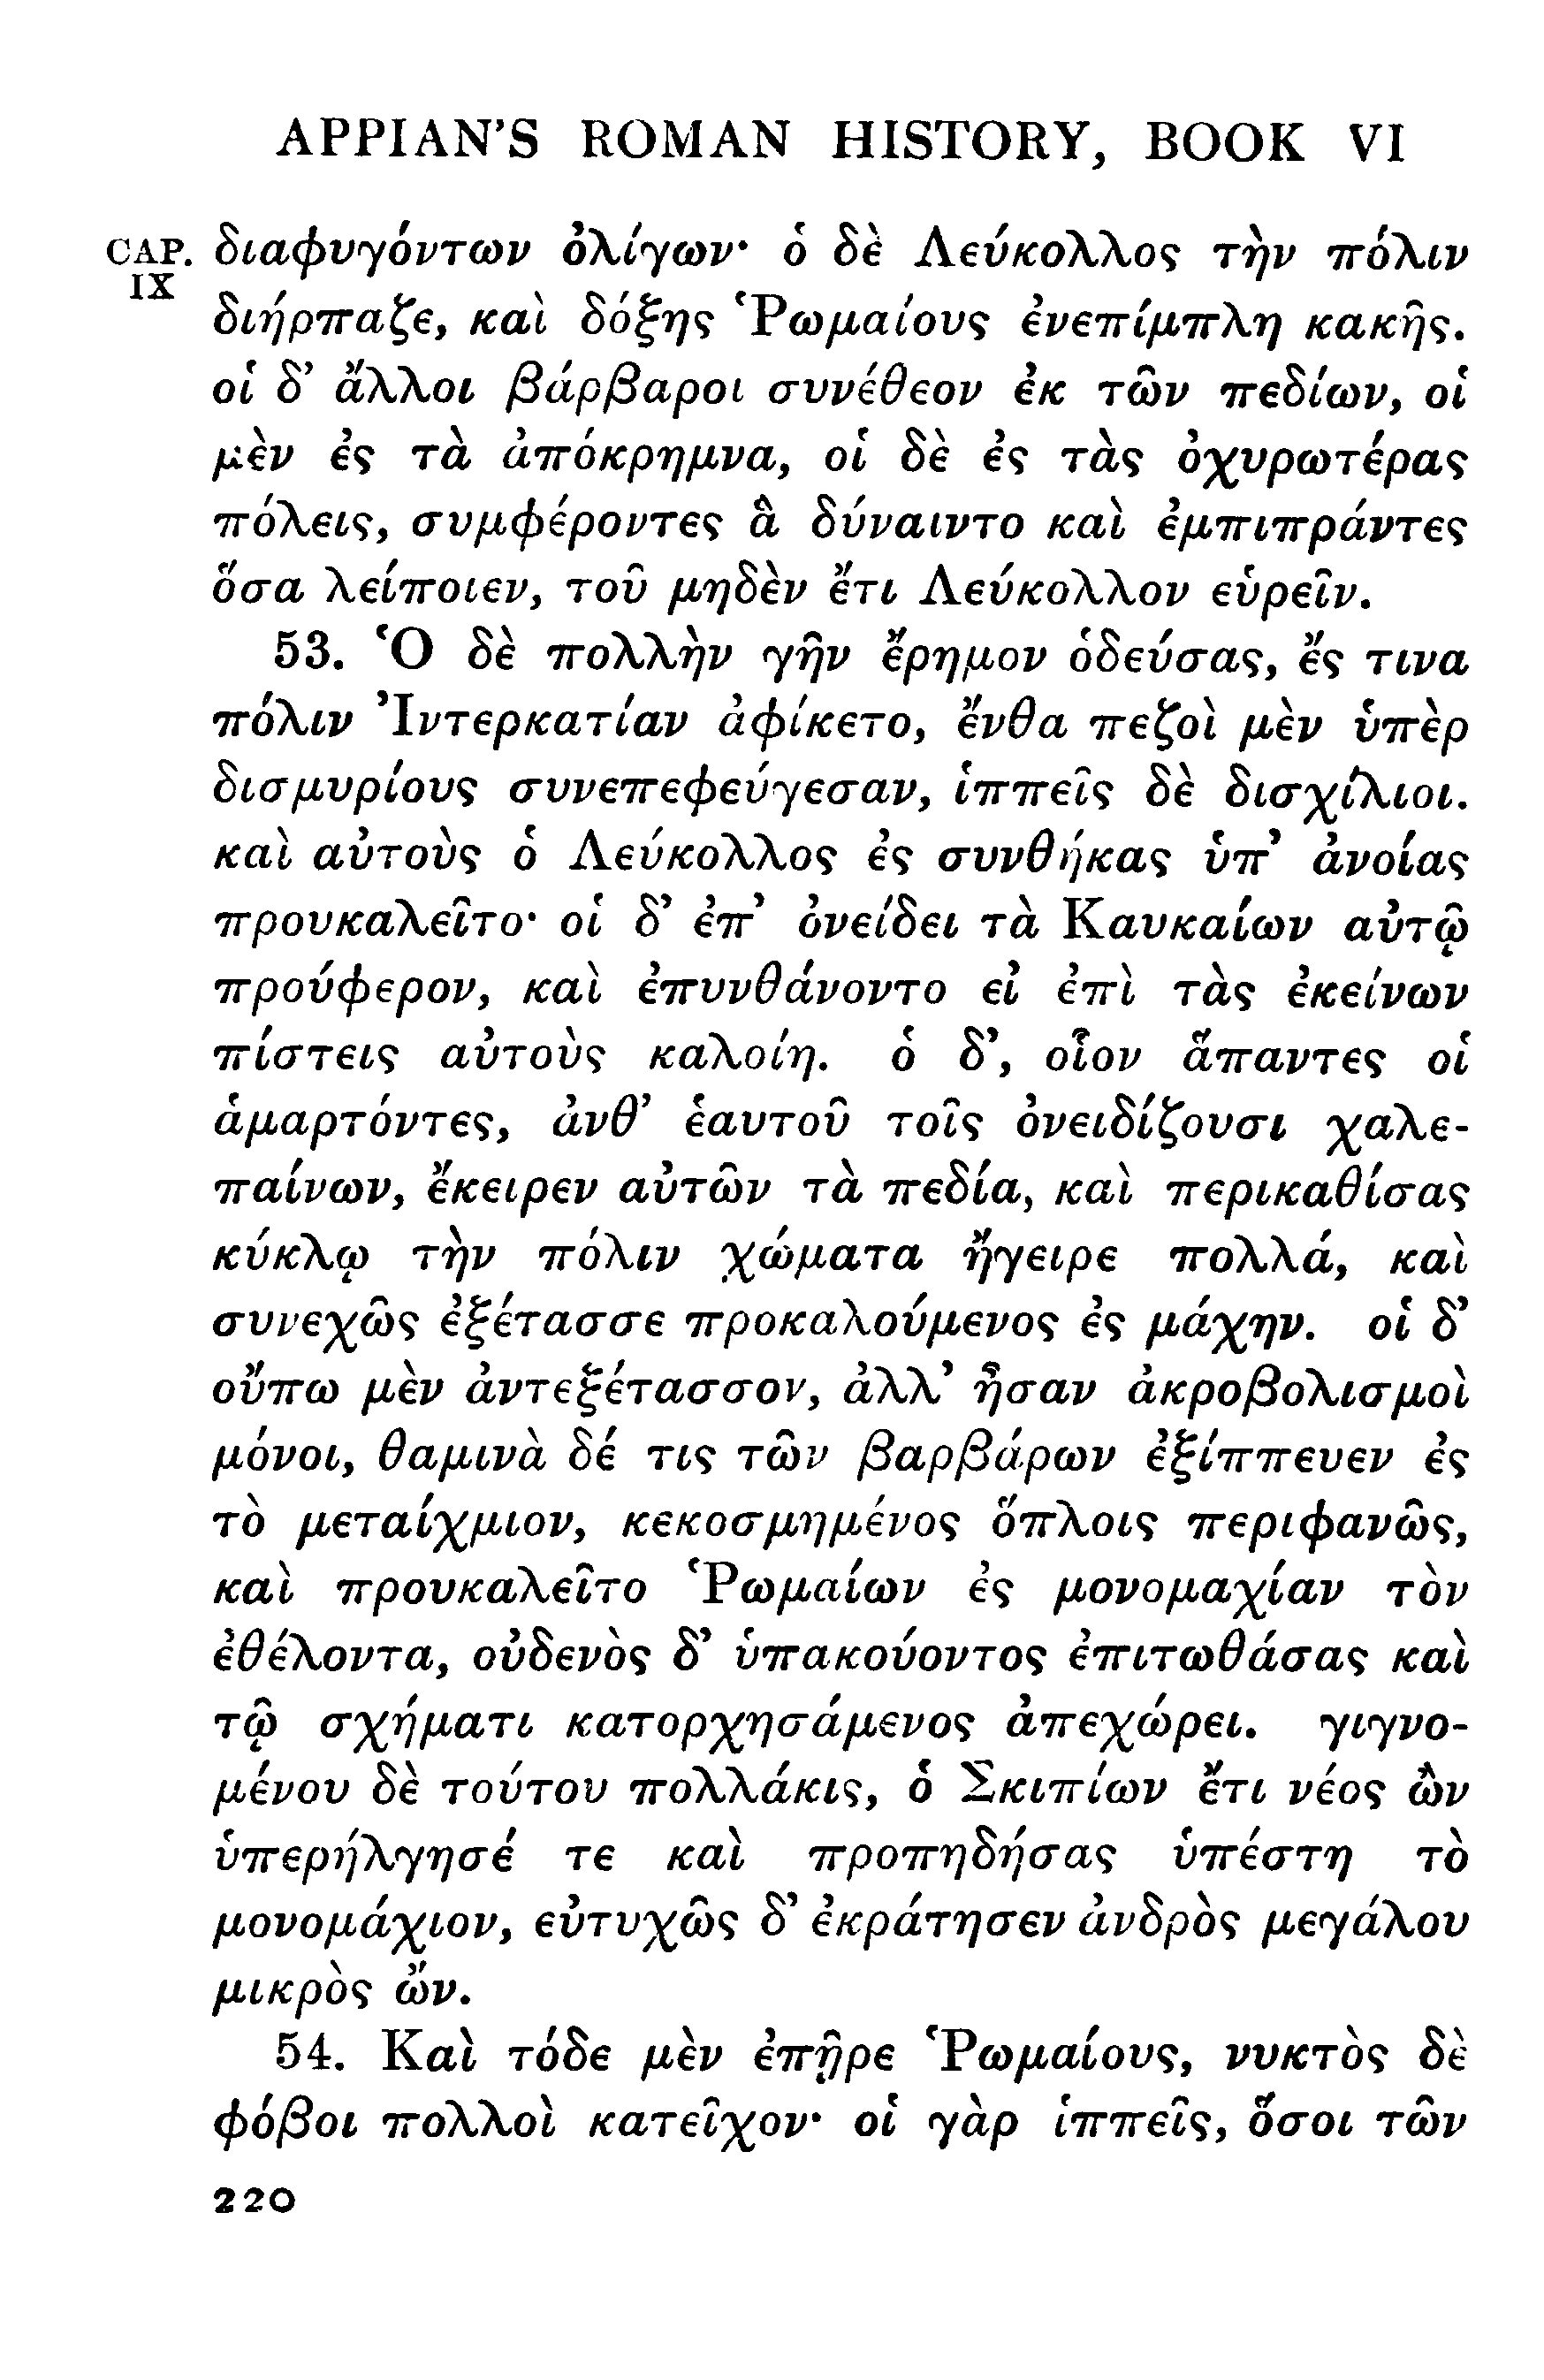 APPIAN'S ROMAN HISTORY, BOOK VI
CAP. διαφυγόντων ὀλίγων· ὁ δὲ Λεύκολλος τὴν πόλιν
IX διήρπαζε, καὶ δόξης Ῥωμαίους ἐνεπίμπλη κακῆς.
οἱ δ' ἄλλοι βάρβαροι συνέθεον ἐκ τῶν πεδίων, οἱ
μὲν ἐς τὰ ἀπόκρημνα, οἱ δὲ ἐς τὰς ὀχυρωτέρας
πόλεις, συμφέροντες ἃ δύναιντο καὶ ἐμπιπράντες
ὅσα λείποιεν, τοῦ μηδὲν ἔτι Λεύκολλον εὑρεῖν.
53. Ὁ δὲ πολλὴν γῆν ἔρημον ὁδεύσας, ἔς τινα
πόλιν Ἰντερκατίαν ἀφίκετο, ἔνθα πεζοὶ μὲν ὑπὲρ
δισμυρίους συνεπεφεύγεσαν, ἱππεῖς δὲ δισχίλιοι.
καὶ αὐτοὺς ὁ Λεύκολλος ἐς συνθήκας ὑπ' ἀνοίας
προυκαλεῖτο· οἱ δ' ἐπ' ὀνείδει τὰ Καυκαίων αὐτῷ
προύφερον, καὶ ἐπυνθάνοντο εἰ ἐπὶ τὰς ἐκείνων
πίστεις αὐτοὺς καλοίη. ὁ δ', οἷον ἅπαντες οἱ
ἁμαρτόντες, ἀνθ' ἑαυτοῦ τοῖς ὀνειδίζουσι χαλε-
παίνων, ἔκειρεν αὐτῶν τὰ πεδία, καὶ περικαθίσας
κύκλῳ τὴν πόλιν χώματα ἤγειρε πολλά, καὶ
συνεχῶς ἐξέτασσε προκαλούμενος ἐς μάχην. οἱ δ'
οὔπω μὲν ἀντεξέτασσον, ἀλλ' ἦσαν ἀκροβολισμοὶ
μόνοι, θαμινὰ δέ τις τῶν βαρβάρων ἐξίππευεν ἐς
τὸ μεταίχμιον, κεκοσμημένος ὅπλοις περιφανῶς,
καὶ προυκαλεῖτο Ῥωμαίων ἐς μονομαχίαν τὸν
ἐθέλοντα, οὐδενὸς δ' ὑπακούοντος ἐπιτωθάσας καὶ
τῷ σχήματι κατορχησάμενος ἀπεχώρει. γιγνο-
μένου δὲ τούτου πολλάκις, ὁ Σκιπίων ἔτι νέος ὢν
ὑπερήλγησέ τε καὶ προπηδήσας ὑπέστη τὸ
μονομάχιον, εὐτυχῶς δ' ἐκράτησεν ἀνδρὸς μεγάλου
μικρὸς ὤν.
54. Καὶ τόδε μὲν ἐπῇρε Ῥωμαίους, νυκτὸς δὲ
φόβοι πολλοὶ κατεῖχον· οἱ γὰρ ἱππεῖς, ὅσοι τῶν
220